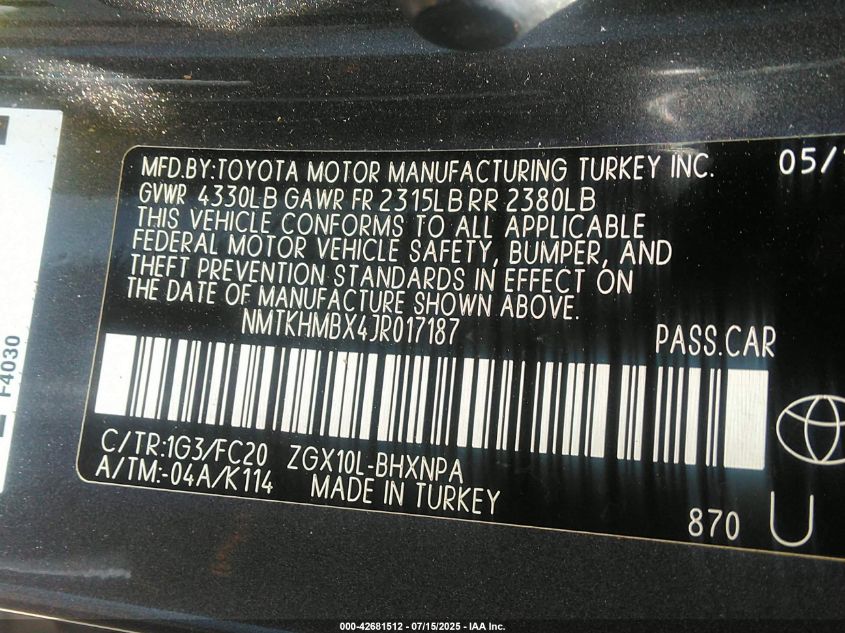 MFD.BY:TOYOTA MOTOR MANUFACTURING TURKEY INC. 05/
GVWR 4330LB GAWR FR 2315LB RR 2380LB
THIS VEHICLE CONFORMS TO ALL APPLICABLE
FEDERAL MOTOR VEHICLE SAFETY, BUMPER, AND
THEFT PREVENTION STANDARDS IN EFFECT ON
THE DATE OF MANUFACTURE SHOWN ABOVE.
NMTKHMBX4JR017187 PASS.CAR
C/TR:1G3/FC20 ZGX10L-BHXNPA
A/TM:-04A/K114 MADE IN TURKEY
870 U
F4030
000-42681512 - 07/15/2025 - IAA Inc.